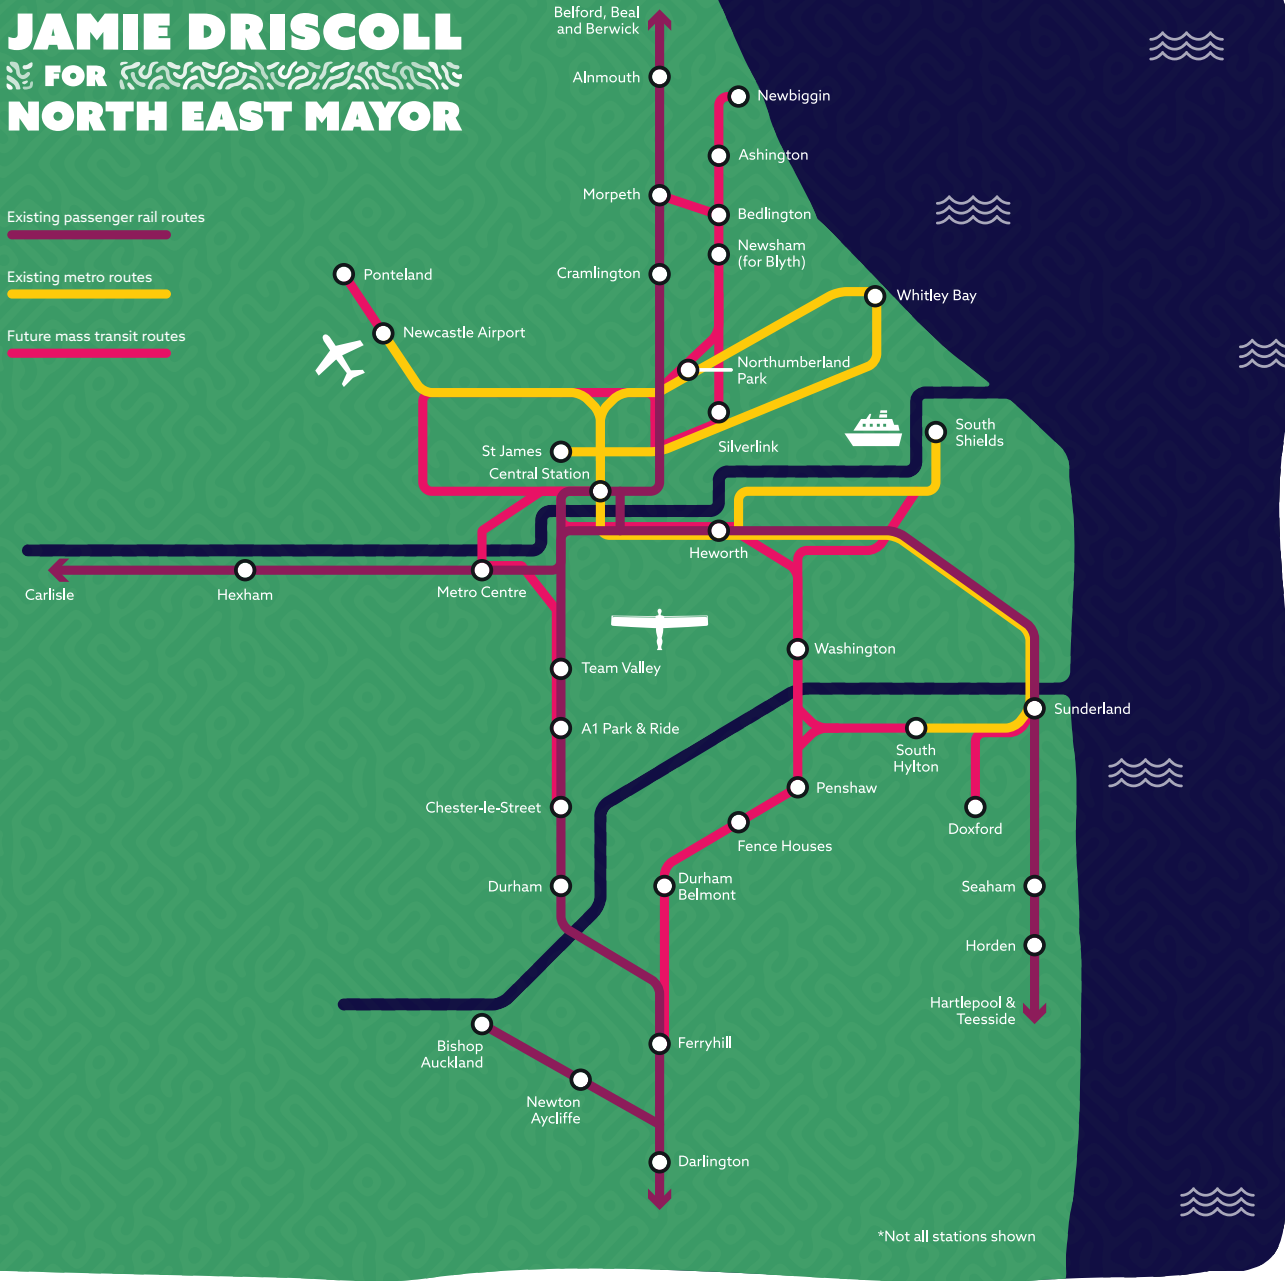 JAMIE DRISCOLL
FOR
NORTH EAST MAYOR
Existing passenger rail routes
Existing metro routes
Future mass transit routes
Belford, Beal
and Berwick
Alnmouth
Newbiggin
Ashington
Morpeth
Bedlington
Newsham
(for Blyth)
Cramlington
Ponteland
Whitley Bay
Newcastle Airport
Northumberland
Park
South
Shields
Silverlink
St James
Central Station
Heworth
Carlisle
Hexham
Metro Centre
Washington
Team Valley
Sunderland
A1 Park & Ride
South
Hylton
Penshaw
Chester-le-Street
Doxford
Fence Houses
Durham
Durham
Belmont
Seaham
Horden
Hartlepool &
Teesside
Bishop
Auckland
Ferryhill
Newton
Aycliffe
Darlington
*Not all stations shown